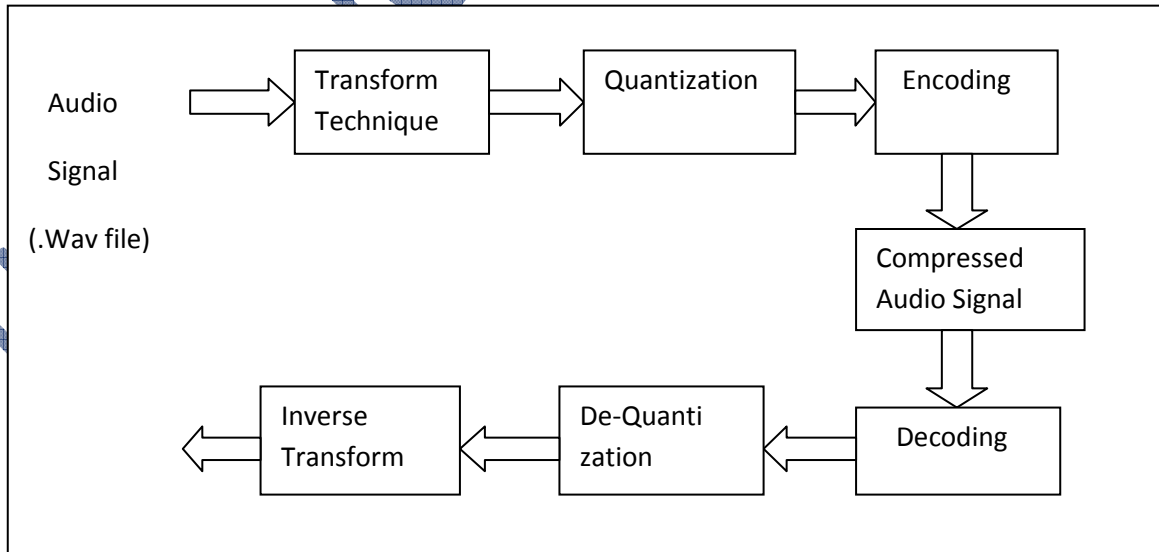 Audio
Signal
(.Wav file)
Transform
Technique
Quantization
Encoding
Compressed
Audio Signal
Decoding
De-Quanti
zation
Inverse
Transform